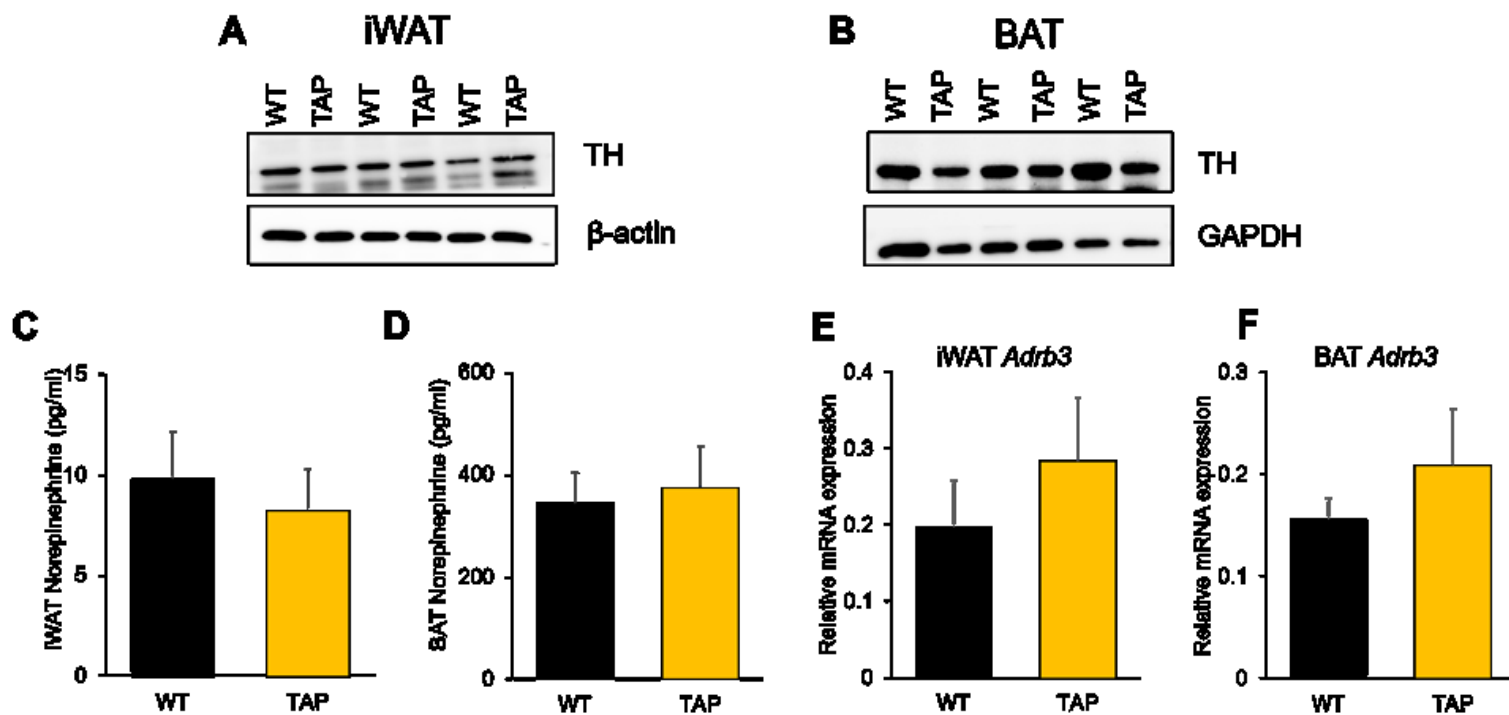 A iWAT
WT TAP WT TAP WT TAP
TH
β-actin
B BAT
WT TAP WT TAP WT TAP
TH
GAPDH
C
iWAT Norepinephrine (pg/ml)
15
10
5
0
WT TAP
D
BAT Norepinephrine (pg/ml)
600
400
200
0
WT TAP
E
iWAT Adrb3
Relative mRNA expression
0.4
0.3
0.2
0.1
0
WT TAP
F
BAT Adrb3
Relative mRNA expression
0.3
0.2
0.1
0
WT TAP